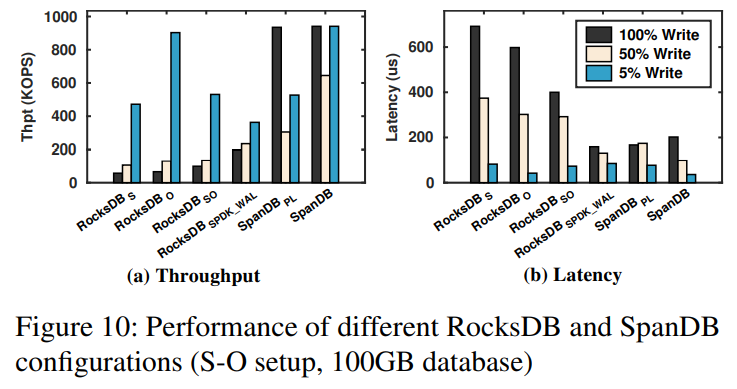 1000
800
600
400
200
0
Thpt (KOPS)
RocksDB S
RocksDB O
RocksDB SO
RocksDB SPDK_WAL
SpanDB PL
SpanDB
(a) Throughput
600
400
200
0
Latency (us)
100% Write
50% Write
5% Write
RocksDB S
RocksDB O
RocksDB SO
RocksDB SPDK_WAL
SpanDB PL
SpanDB
(b) Latency
Figure 10: Performance of different RocksDB and SpanDB
configurations (S-O setup, 100GB database)